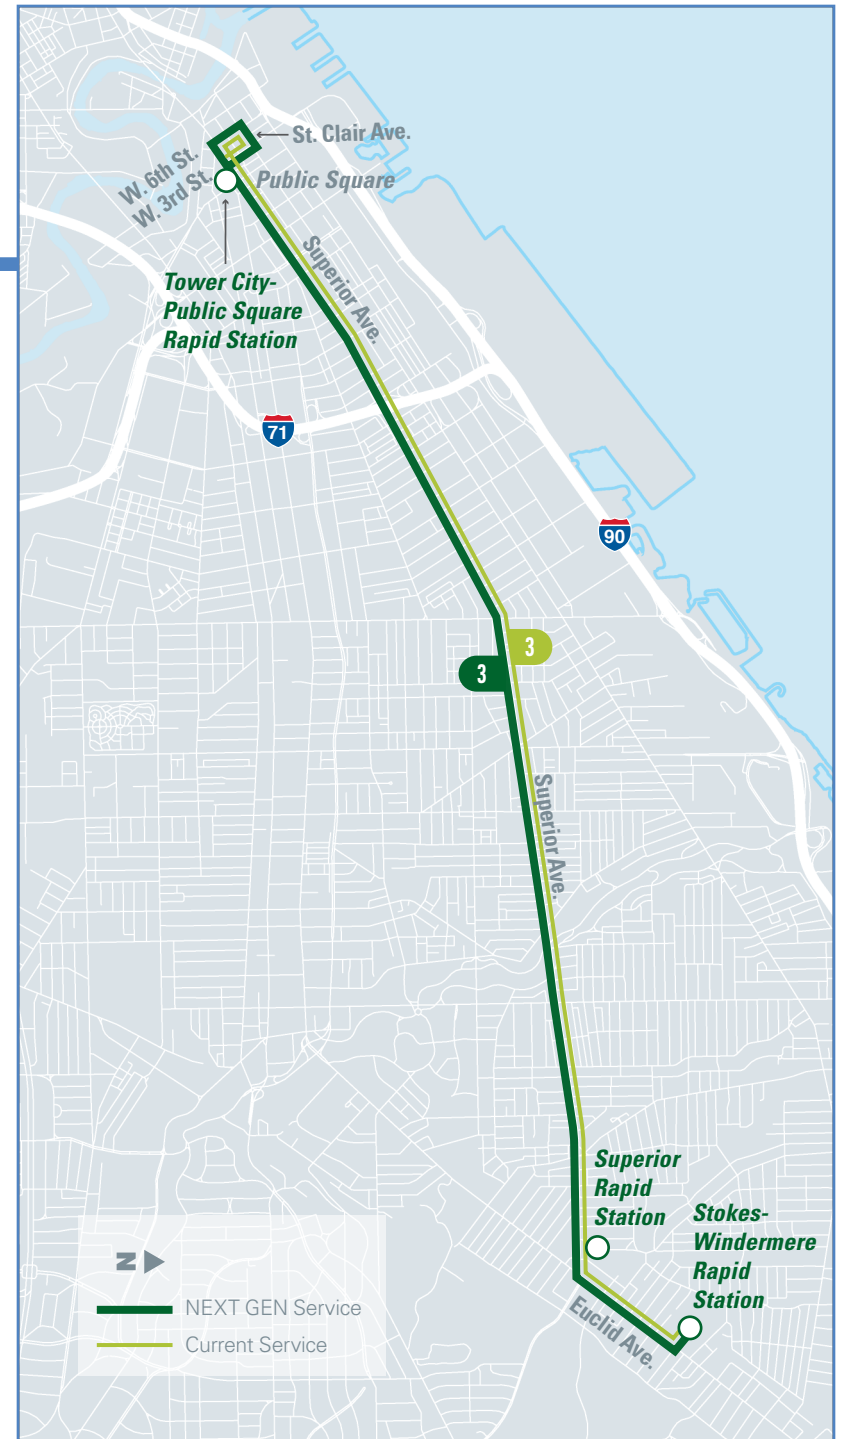 St. Clair Ave.
W. 6th St.
W. 3rd St.
Public Square
Superior Ave.
Tower City-
Public Square
Rapid Station
71
90
3
3
Superior Ave.
Superior
Rapid
Station
Stokes-
Windermere
Rapid
Station
Euclid Ave.
N
NEXT GEN Service
Current Service